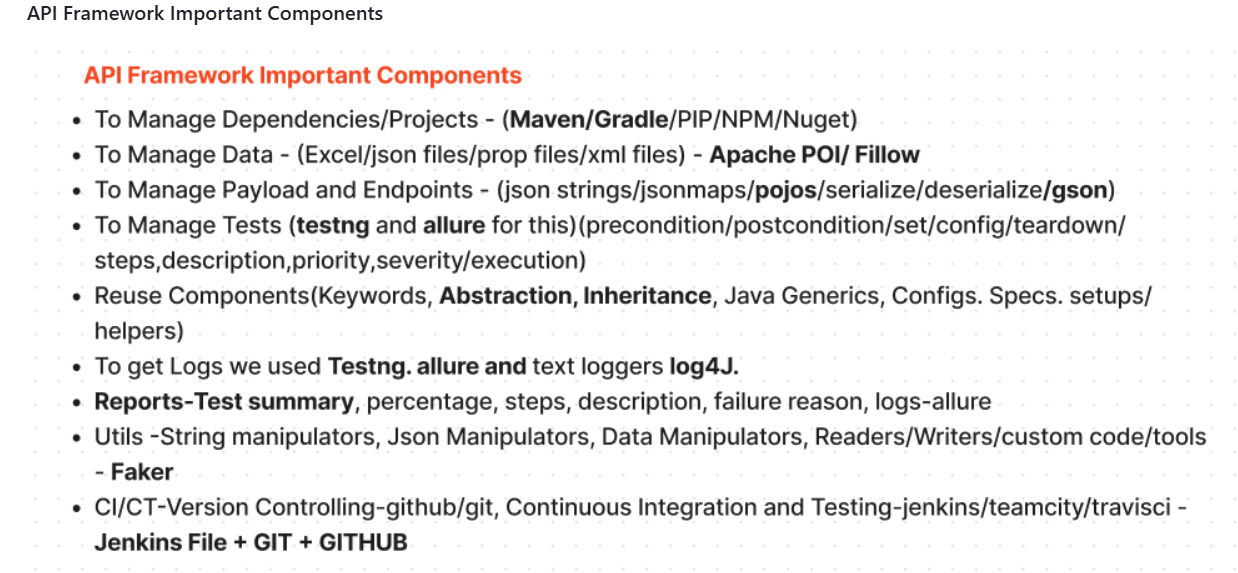 API Framework Important Components
API Framework Important Components
• To Manage Dependencies/Projects - (Maven/Gradle/PIP/NPM/Nuget)
• To Manage Data - (Excel/json files/prop files/xml files) - Apache POI/ Fillow
• To Manage Payload and Endpoints - (json strings/jsonmaps/pojos/serialize/deserialize/gson)
• To Manage Tests (testng and allure for this)(precondition/postcondition/set/config/teardown/
steps,description,priority,severity/execution)
• Reuse Components(Keywords, Abstraction, Inheritance, Java Generics, Configs. Specs. setups/
helpers)
• To get Logs we used Testng. allure and text loggers log4J.
• Reports-Test summary, percentage, steps, description, failure reason, logs-allure
• Utils -String manipulators, Json Manipulators, Data Manipulators, Readers/Writers/custom code/tools
- Faker
• CI/CT-Version Controlling-github/git, Continuous Integration and Testing-jenkins/teamcity/travisci -
Jenkins File + GIT + GITHUB